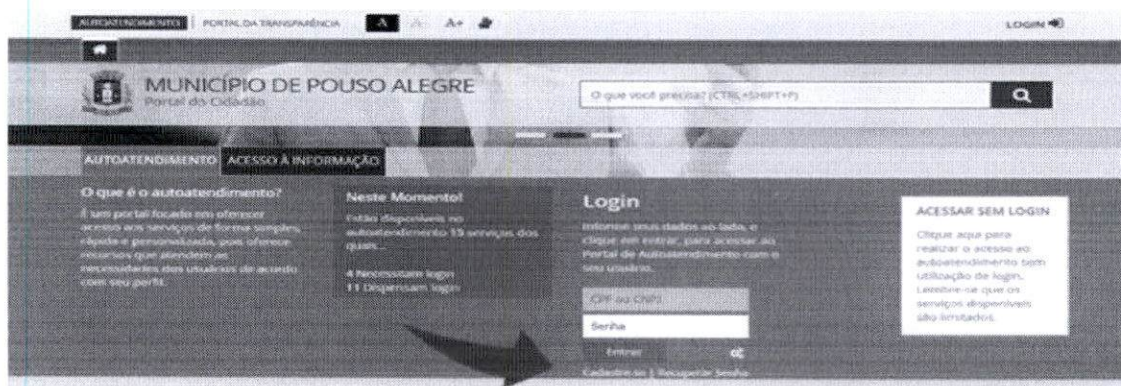 AUTOATENDIMENTO | PORTAL DA TRANSPARÊNCIA A A- A+ LOGIN
MUNICÍPIO DE POUSO ALEGRE
Portal do Cidadão
O que você precisa? (CTRL+SHIFT+P)
AUTOATENDIMENTO ACESSO À INFORMAÇÃO
O que é o autoatendimento?
É um portal focado em oferecer
acesso aos serviços de forma simples,
rápida e personalizada, pois oferece
recursos que atendem as
necessidades dos usuários de acordo
com seu perfil.
Neste Momento!
Estão disponíveis no
autoatendimento 15 serviços dos
quais...
4 Necessitam login
11 Dispensam login
Login
Informe seus dados ao lado, e
clique em entrar, para acessar ao
Portal de Autoatendimento com o
seu usuário.
CPF ou CNPJ
Senha
Entrar
Cadastre-se | Recuperar Senha
ACESSAR SEM LOGIN
Clique aqui para
realizar o acesso ao
autoatendimento sem
utilização de login.
Lembre-se que os
serviços disponíveis
são limitados.